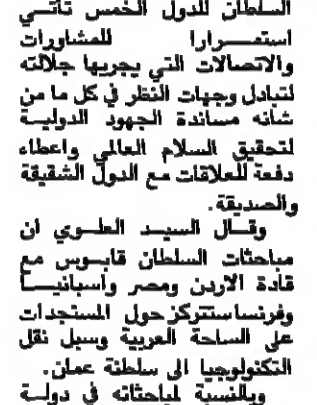 السلطان للدول الخمس تأتي
استمرارا للمشاورات
والاتصالات التي يجريها جلالته
لتبادل وجهات النظر في كل ما من
شانه مساندة الجهود الدولية
لتحقيق السلام العالمي واعطاء
دفعة للعلاقات مع الدول الشقيقة
والصديقة.
وقال السيد العلوي ان
مباحثات السلطان قابوس مع
قادة الاردن ومصر واسبانيا
وفرنسا ستتركز حول المستجدات
على الساحة العربية وسبل نقل
التكنولوجيا الى سلطنة عمان.
وبالنسبة لمباحثاته في دولة